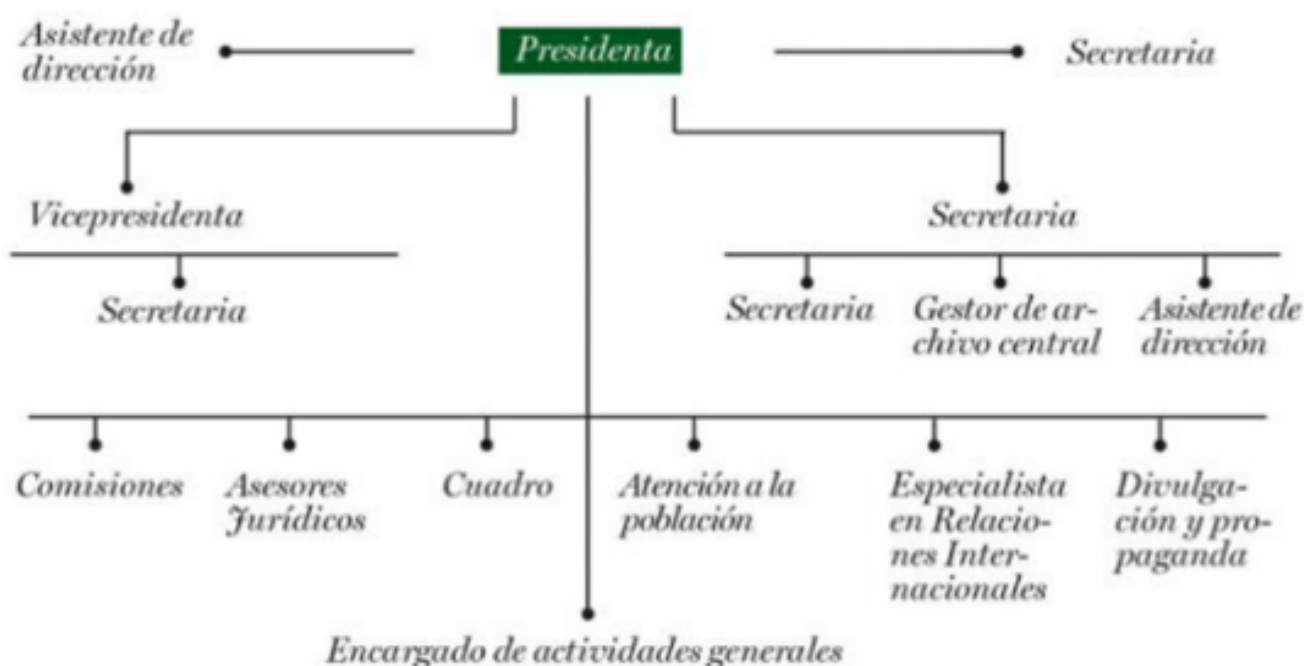 Asistente de
dirección
Presidenta
Secretaria
Vicepresidenta
Secretaria
Secretaria
Secretaria
Gestor de ar-
chivo central
Asistente de
dirección
Comisiones
Asesores
Jurídicos
Cuadro
Atención a la
población
Especialista
en Relacio-
nes Inter-
nacionales
Divulga-
ción y pro-
paganda
Encargado de actividades generales